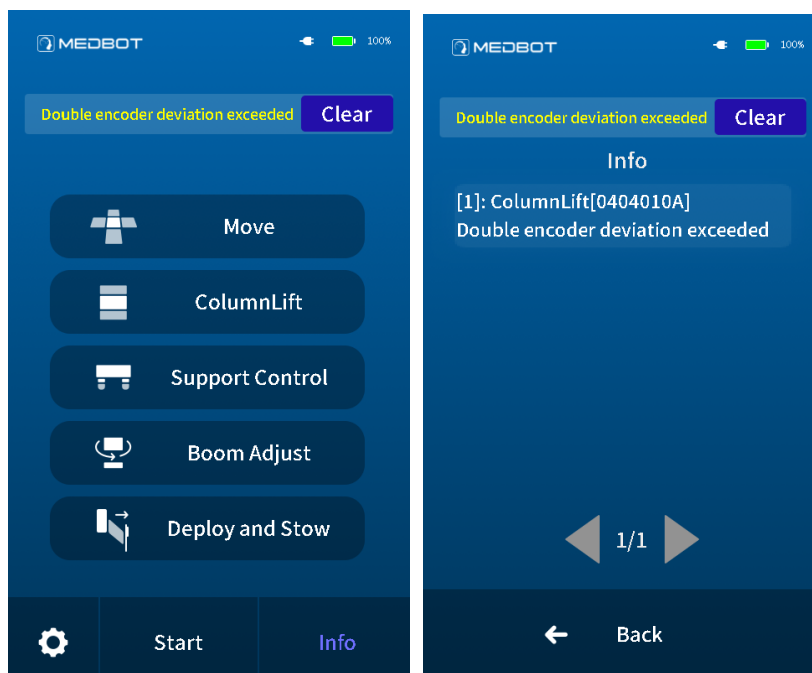 MEDBOT
100%
Double encoder deviation exceeded
Clear
Move
ColumnLift
Support Control
Boom Adjust
Deploy and Stow
Start
Info
MEDBOT
100%
Double encoder deviation exceeded
Clear
Info
[1]: ColumnLift[0404010A]
Double encoder deviation exceeded
1/1
Back